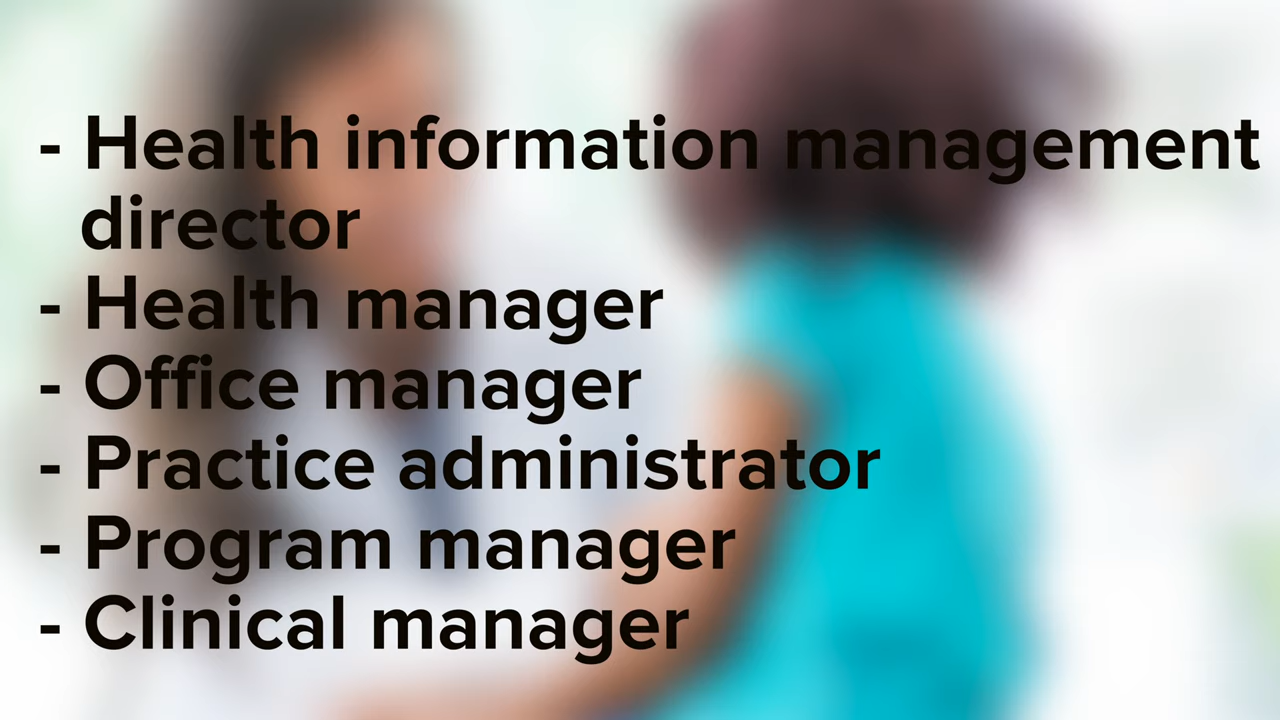 - Health information management
director
- Health manager
- Office manager
- Practice administrator
- Program manager
- Clinical manager